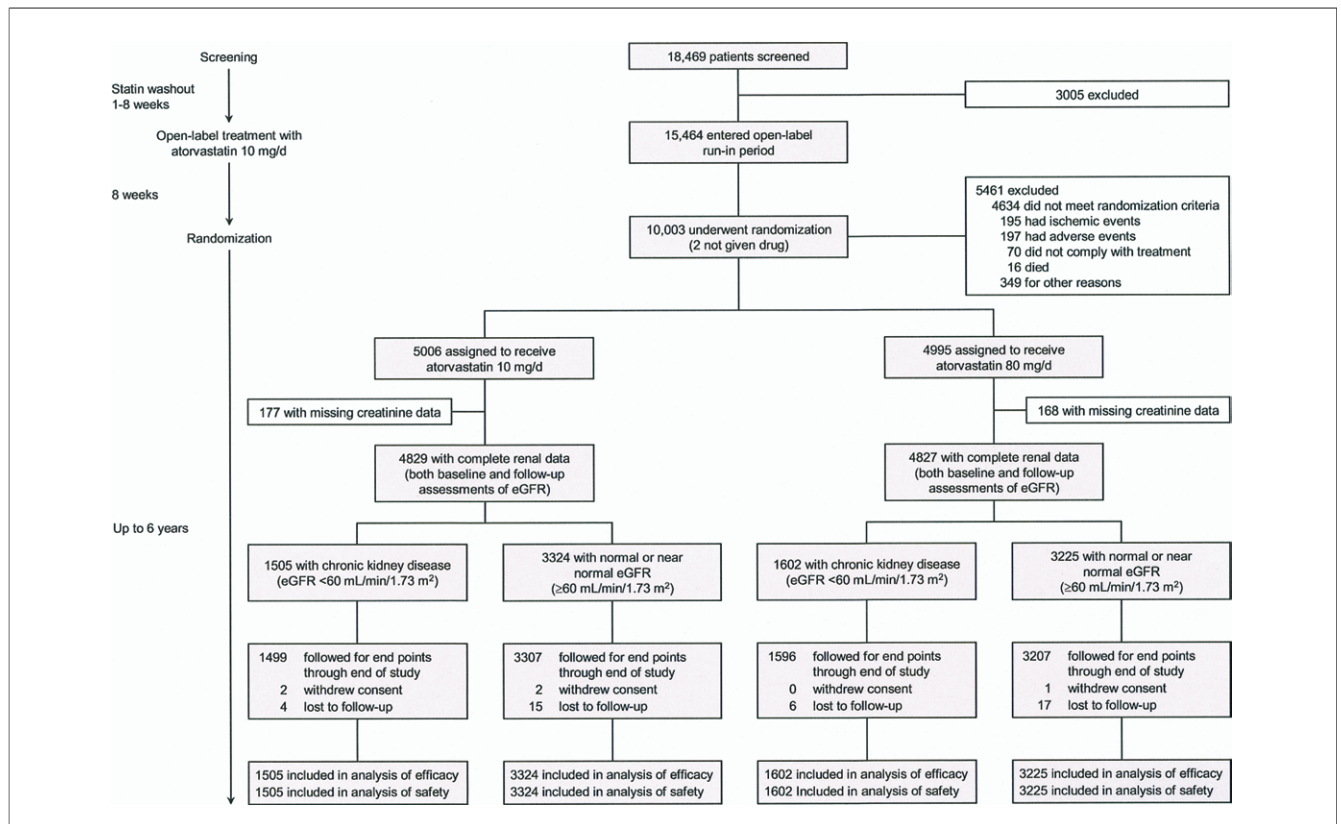 Screening
Statin washout
1-8 weeks
Open-label treatment with
atorvastatin 10 mg/d
8 weeks
Randomization
Up to 6 years
18,469 patients screened
3005 excluded
15,464 entered open-label
run-in period
5461 excluded
4634 did not meet randomization criteria
195 had ischemic events
197 had adverse events
70 did not comply with treatment
16 died
349 for other reasons
10,003 underwent randomization
(2 not given drug)
5006 assigned to receive
atorvastatin 10 mg/d
4995 assigned to receive
atorvastatin 80 mg/d
177 with missing creatinine data
168 with missing creatinine data
4829 with complete renal data
(both baseline and follow-up
assessments of eGFR)
4827 with complete renal data
(both baseline and follow-up
assessments of eGFR)
1505 with chronic kidney disease
(eGFR <60 mL/min/1.73 m²)
3324 with normal or near
normal eGFR
(≥60 mL/min/1.73 m²)
1602 with chronic kidney disease
(eGFR <60 mL/min/1.73 m²)
3225 with normal or near
normal eGFR
(≥60 mL/min/1.73 m²)
1499 followed for end points
through end of study
2 withdrew consent
4 lost to follow-up
3307 followed for end points
through end of study
2 withdrew consent
15 lost to follow-up
1596 followed for end points
through end of study
0 withdrew consent
6 lost to follow-up
3207 followed for end points
through end of study
1 withdrew consent
17 lost to follow-up
1505 included in analysis of efficacy
1505 included in analysis of safety
3324 included in analysis of efficacy
3324 included in analysis of safety
1602 included in analysis of efficacy
1602 Included in analysis of safety
3225 included in analysis of efficacy
3225 included in analysis of safety